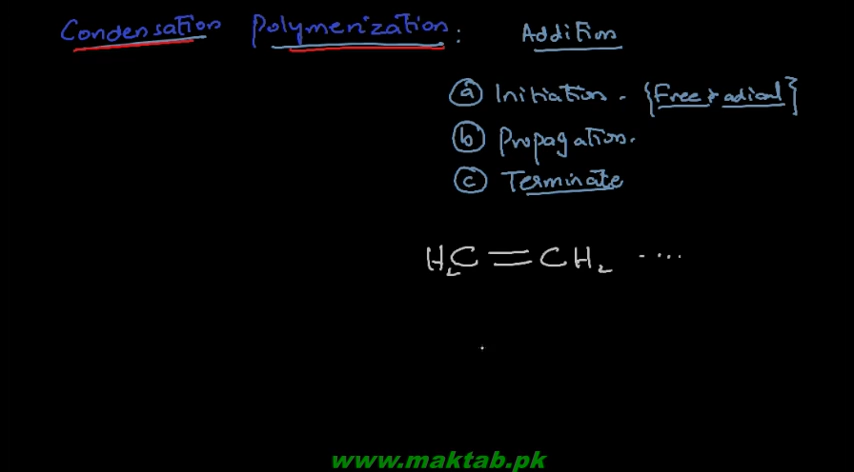 Condensation Polymerization : Addition
(a) Initiation. {Free radical}
(b) Propagation.
(c) Terminate
H₂C=CH₂ ....
www.maktab.pk